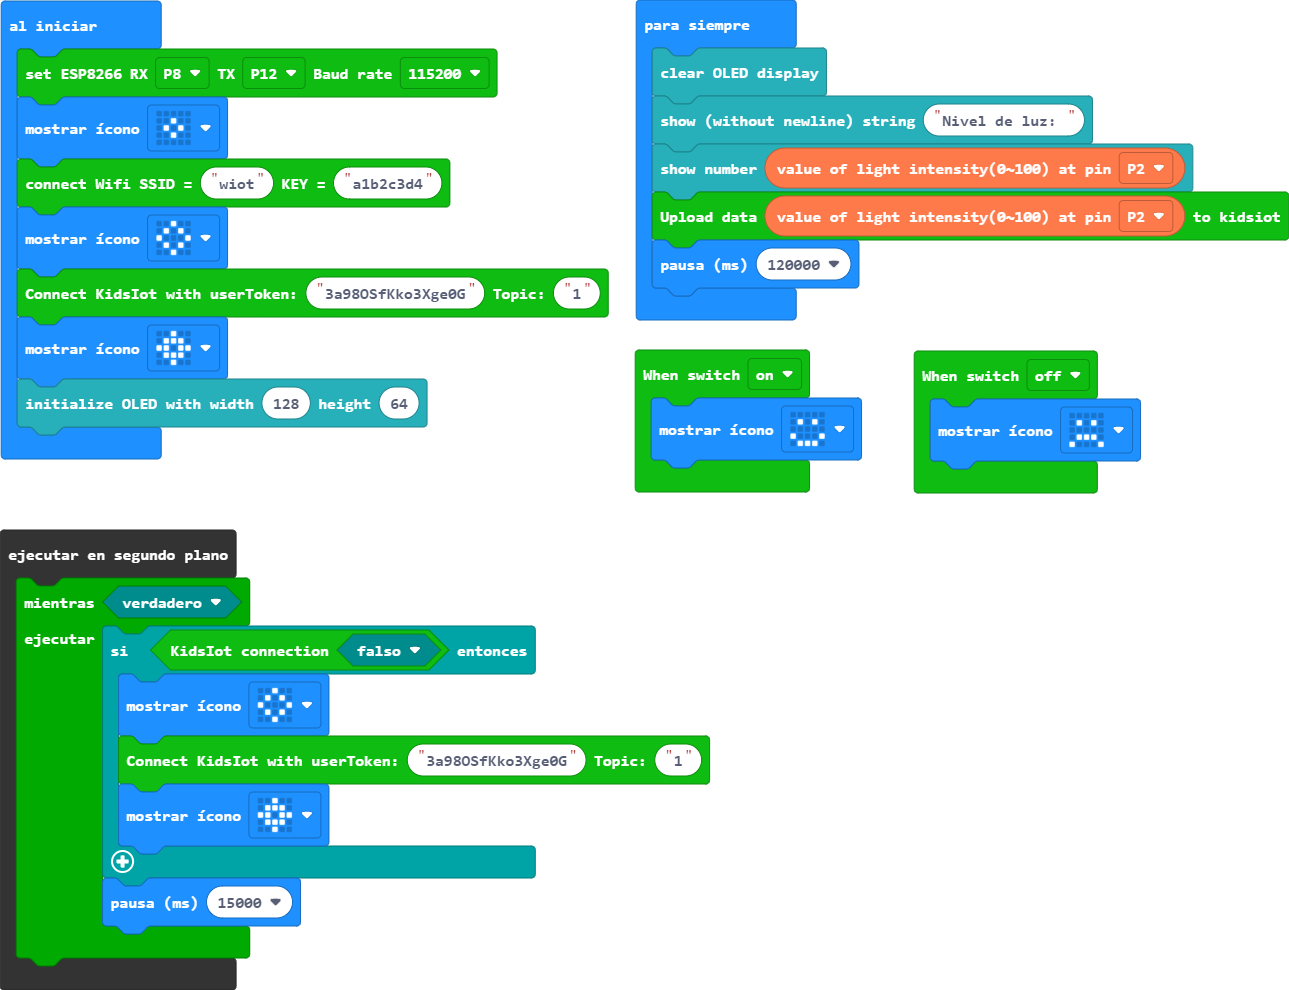 al iniciar
set ESP8266 RX P8 TX P12 Baud rate 115200
mostrar ícono
connect Wifi SSID = "wiot" KEY = "a1b2c3d4"
mostrar ícono
Connect KidsIot with userToken: "3a98OSfKko3Xge0G" Topic: "1"
mostrar ícono
initialize OLED with width 128 height 64
para siempre
clear OLED display
show (without newline) string "Nivel de luz: "
show number value of light intensity(0~100) at pin P2
Upload data value of light intensity(0~100) at pin P2 to kidsiot
pausa (ms) 120000
When switch on
mostrar ícono
When switch off
mostrar ícono
ejecutar en segundo plano
mientras verdadero
ejecutar
si KidsIot connection falso entonces
mostrar ícono
Connect KidsIot with userToken: "3a98OSfKko3Xge0G" Topic: "1"
mostrar ícono
pausa (ms) 15000